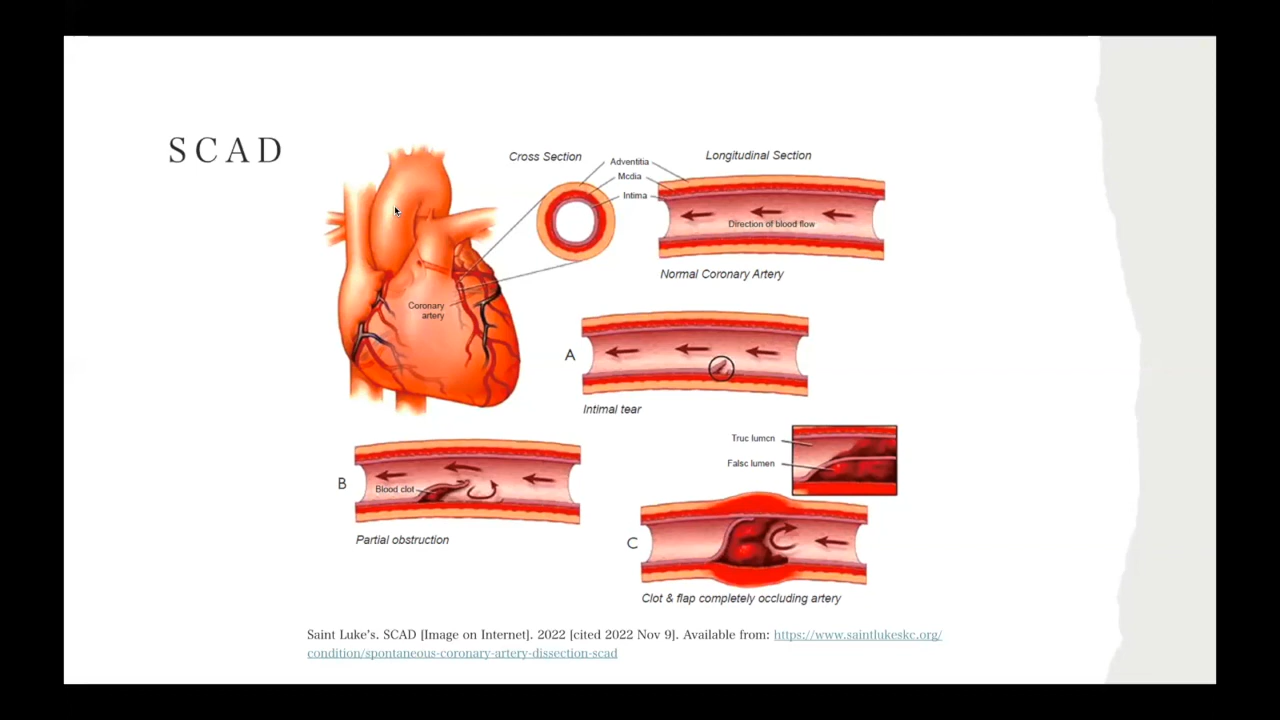 SCAD
Cross Section
Longitudinal Section
Adventitia
Media
Intima
Direction of blood flow
Normal Coronary Artery
Coronary
artery
A
Intimal tear
True lumen
False lumen
B
Blood clot
Partial obstruction
C
Clot & flap completely occluding artery
Saint Luke's. SCAD [Image on Internet]. 2022 [cited 2022 Nov 9]. Available from: https://www.saintlukeskc.org/
condition/spontaneous-coronary-artery-dissection-scad